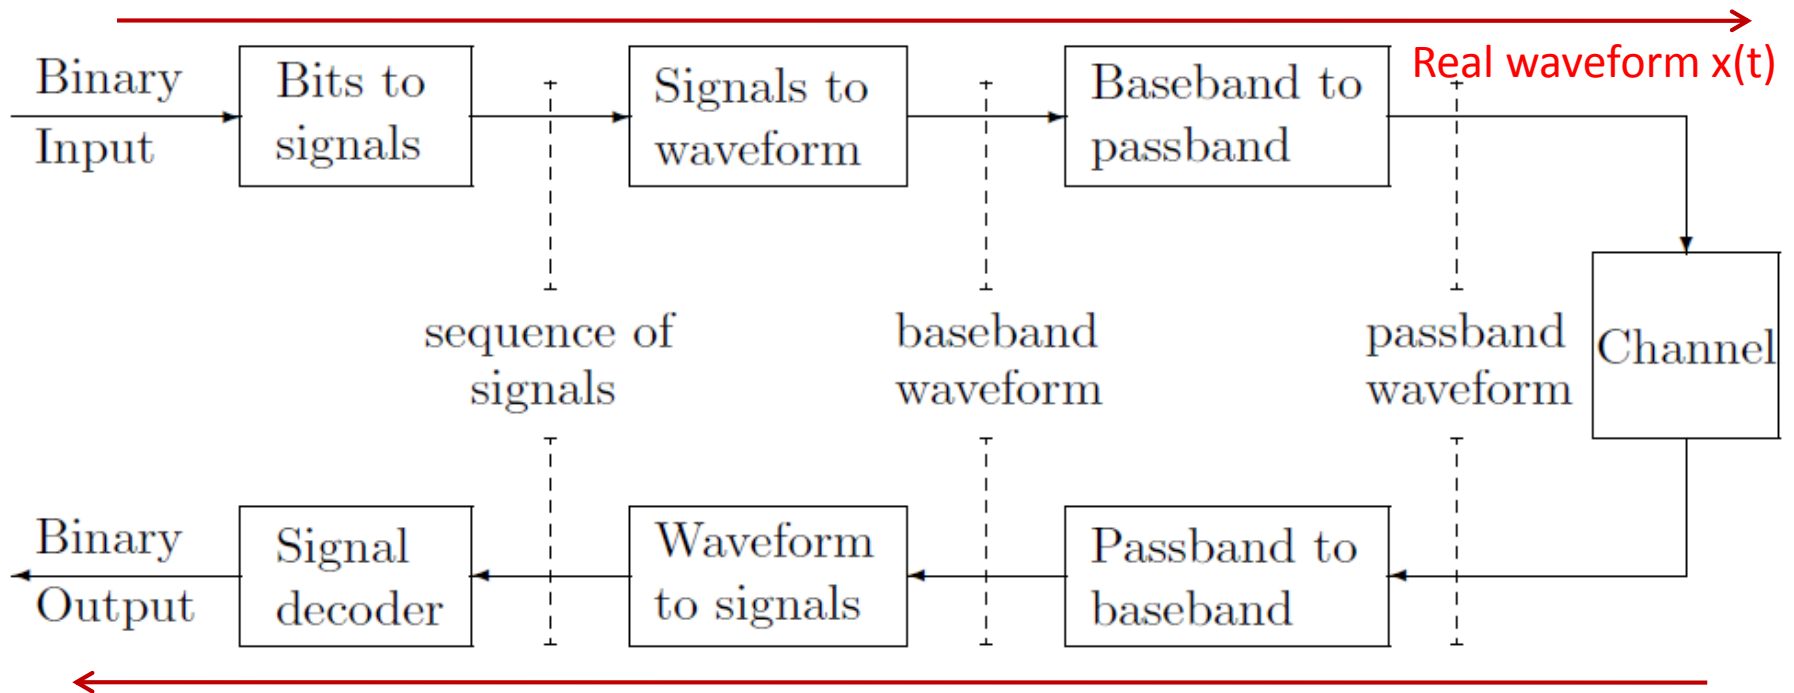 Real waveform x(t)
Binary
Input
Bits to
signals
Signals to
waveform
Baseband to
passband
sequence of
signals
baseband
waveform
passband
waveform
Channel
Binary
Output
Signal
decoder
Waveform
to signals
Passband to
baseband